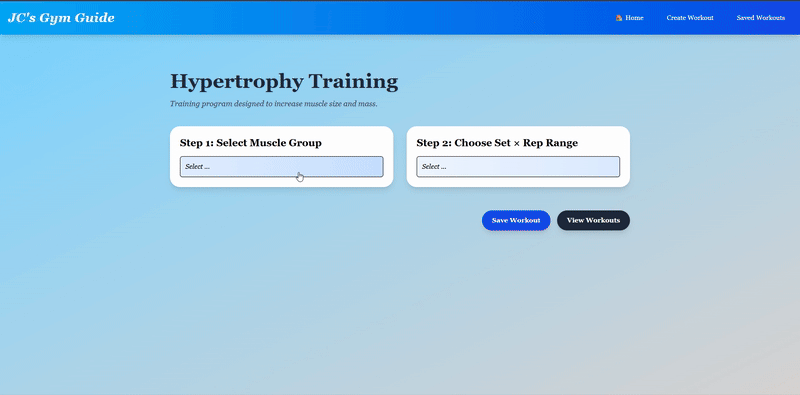 JC's Gym Guide
Home
Create Workout
Saved Workouts
Hypertrophy Training
Training program designed to increase muscle size and mass.
Step 1: Select Muscle Group
Select ...
Step 2: Choose Set × Rep Range
Select ...
Save Workout
View Workouts